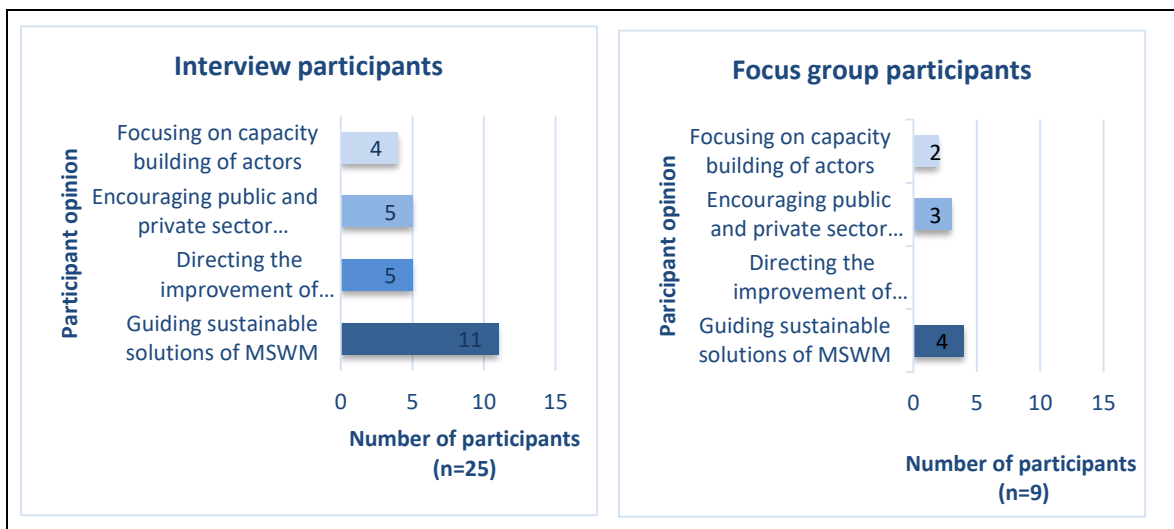 Interview participants
Participant opinion
Focusing on capacity
building of actors
4
Encouraging public and
private sector...
5
Directing the
improvement of...
5
Guiding sustainable
solutions of MSWM
11
0 5 10 15
Number of participants
(n=25)
Focus group participants
Paricipant opinion
Focusing on capacity
building of actors
2
Encouraging public
and private sector...
3
Directing the
improvement of...
Guiding sustainable
solutions of MSWM
4
0 5 10 15
Number of participants
(n=9)